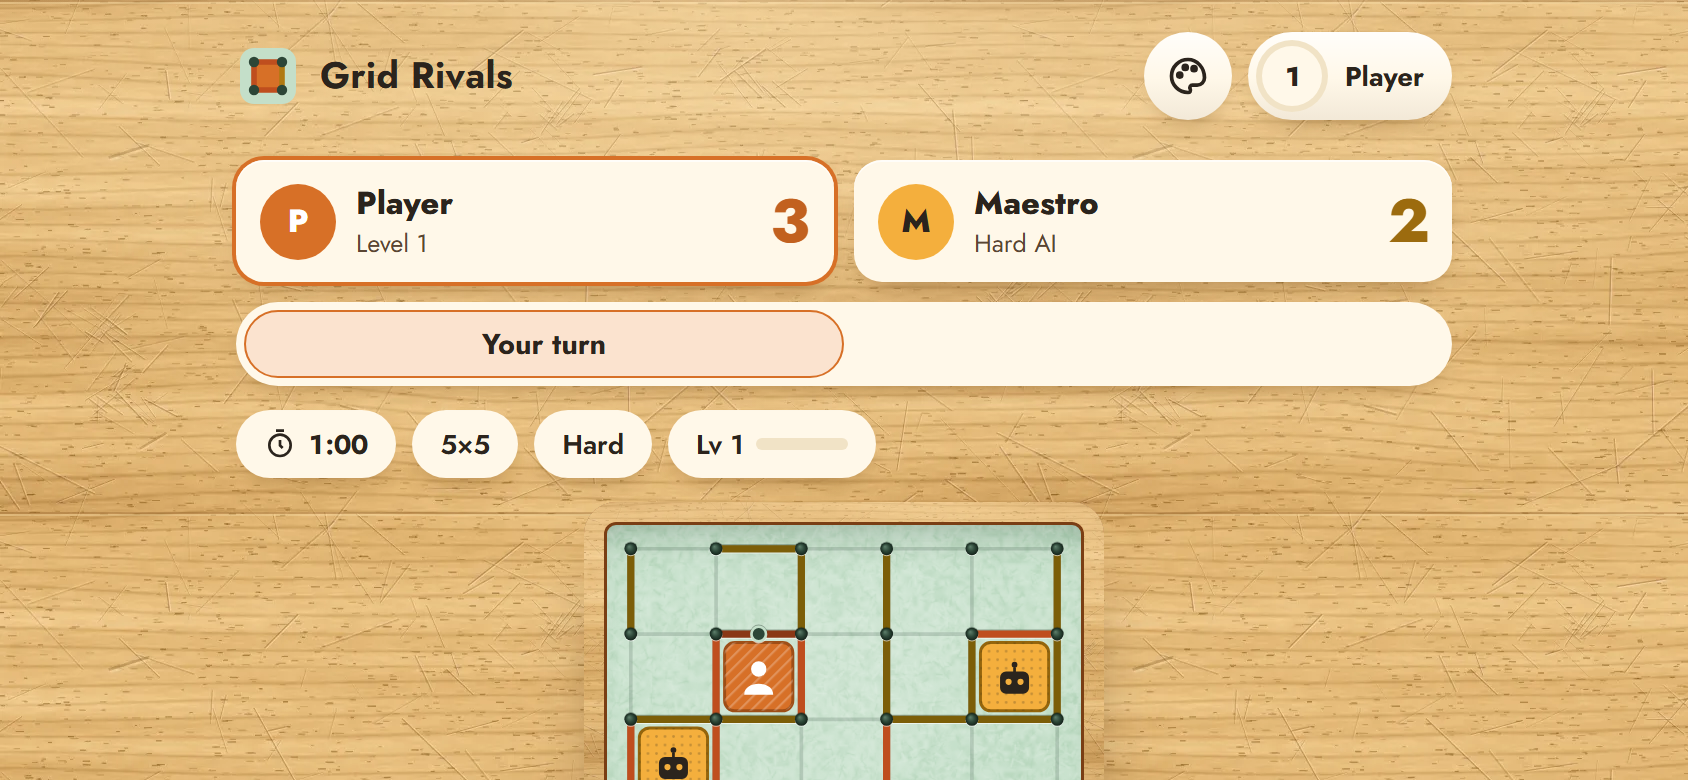 Grid Rivals
1 Player
P Player 3
Level 1
M Maestro 2
Hard AI
Your turn
1:00 5×5 Hard Lv 1